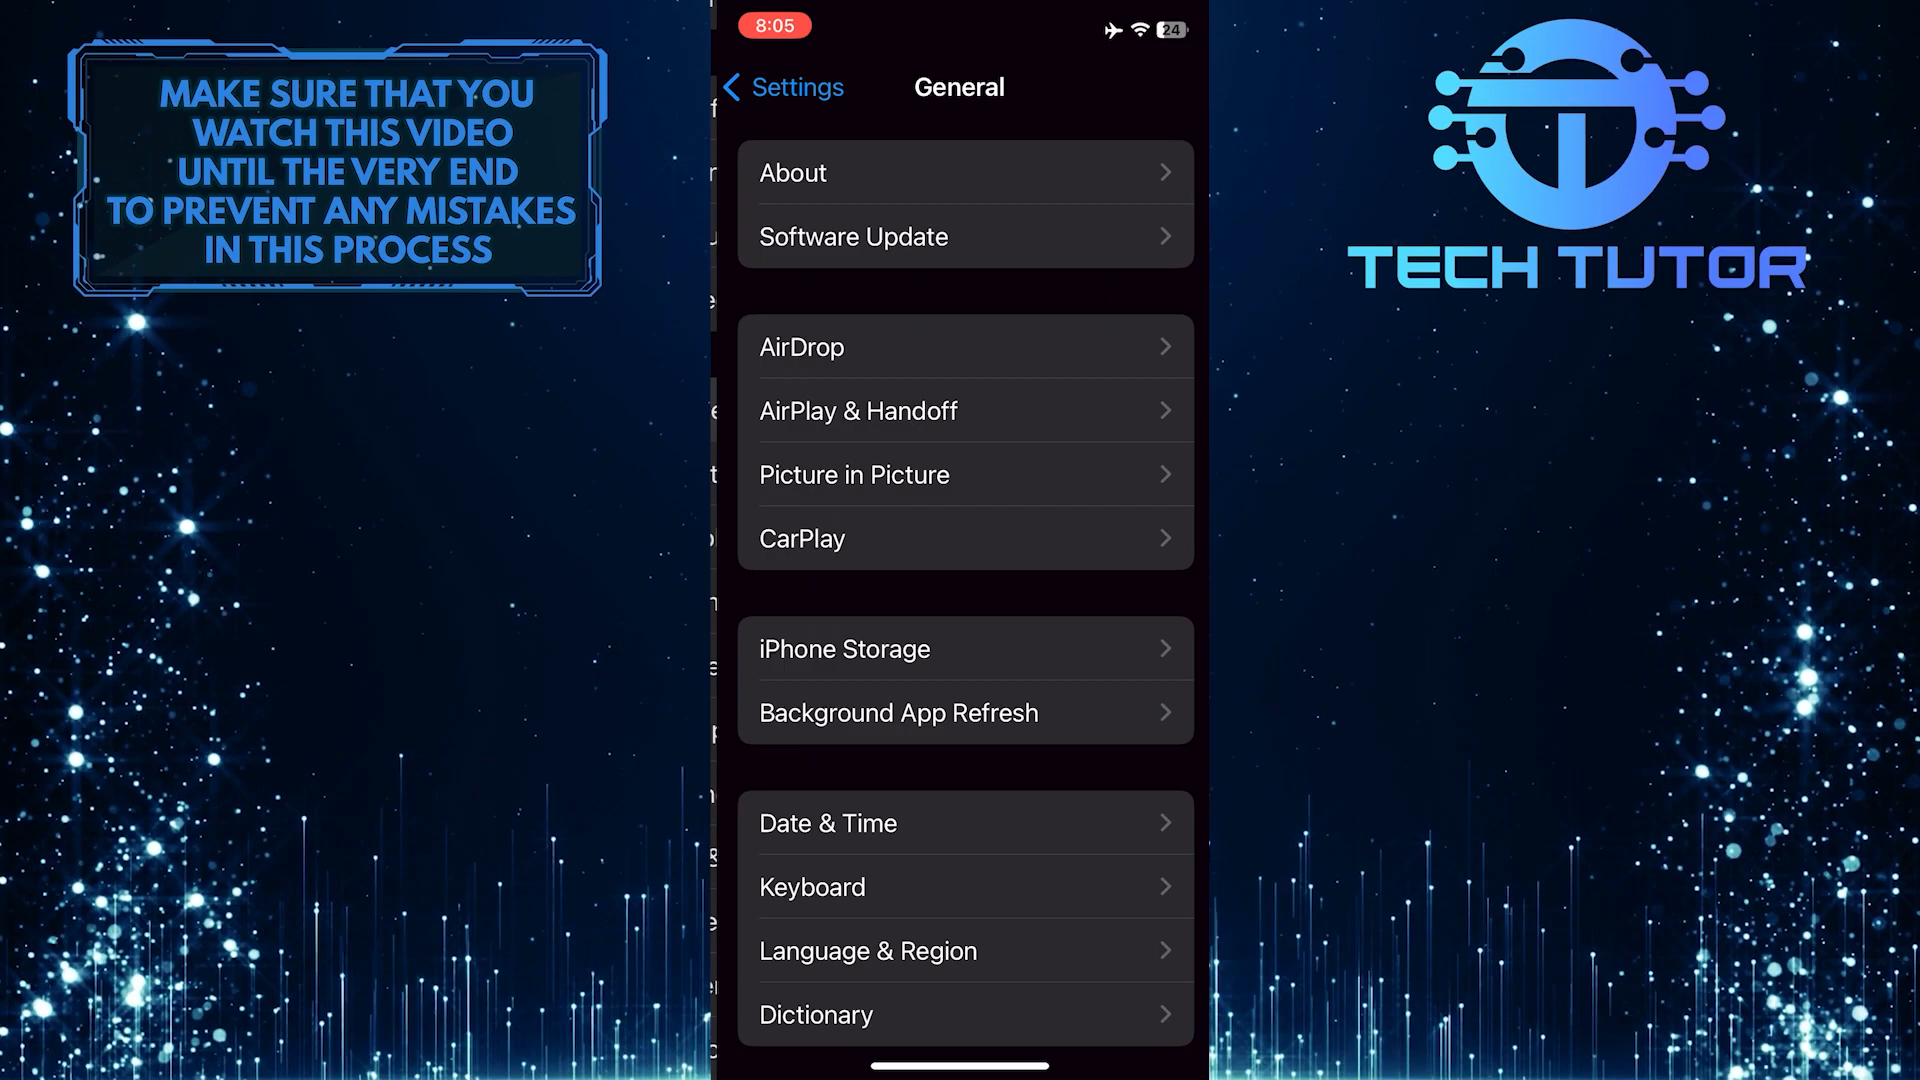 MAKE SURE THAT YOU
WATCH THIS VIDEO
UNTIL THE VERY END
TO PREVENT ANY MISTAKES
IN THIS PROCESS
8:05
24
Settings
General
About
Software Update
AirDrop
AirPlay & Handoff
Picture in Picture
CarPlay
iPhone Storage
Background App Refresh
Date & Time
Keyboard
Language & Region
Dictionary
TECH TUTOR